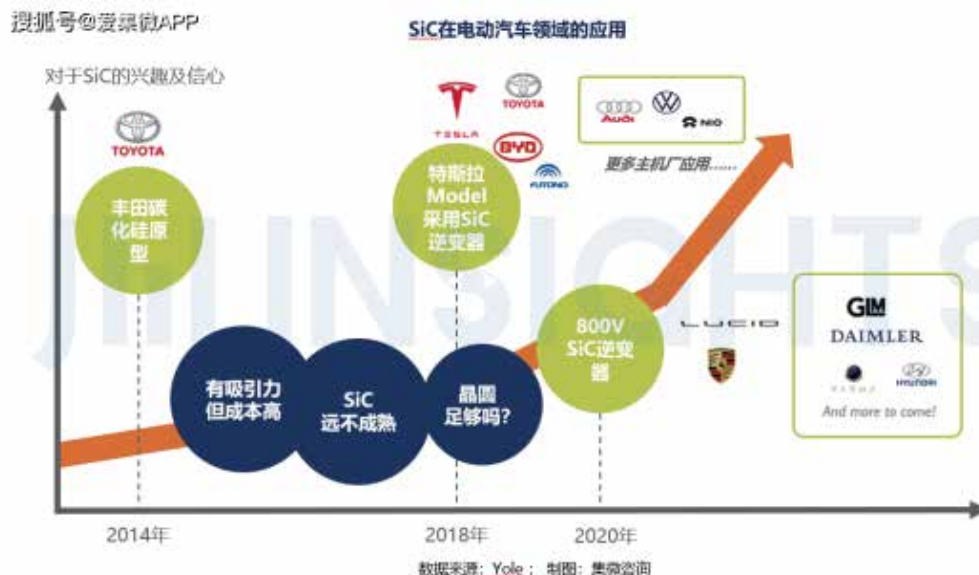 搜狐号@爱集微APP
SiC在电动汽车领域的应用
对于SiC的兴趣及信心
TOYOTA
丰田碳
化硅原
型
TESLA
TOYOTA
BYD
特斯拉
Model
采用SiC
逆变器
Audi
NIO
更多主机厂应用......
JW INSIGHTS
有吸引力
但成本高
SiC
远不成熟
晶圆
足够吗?
800V
SiC逆变
器
LUCID
GLM
DAIMLER
HYUNDAI
And more to come!
2014年
2018年
2020年
数据来源: Yole ; 制图: 集微咨询